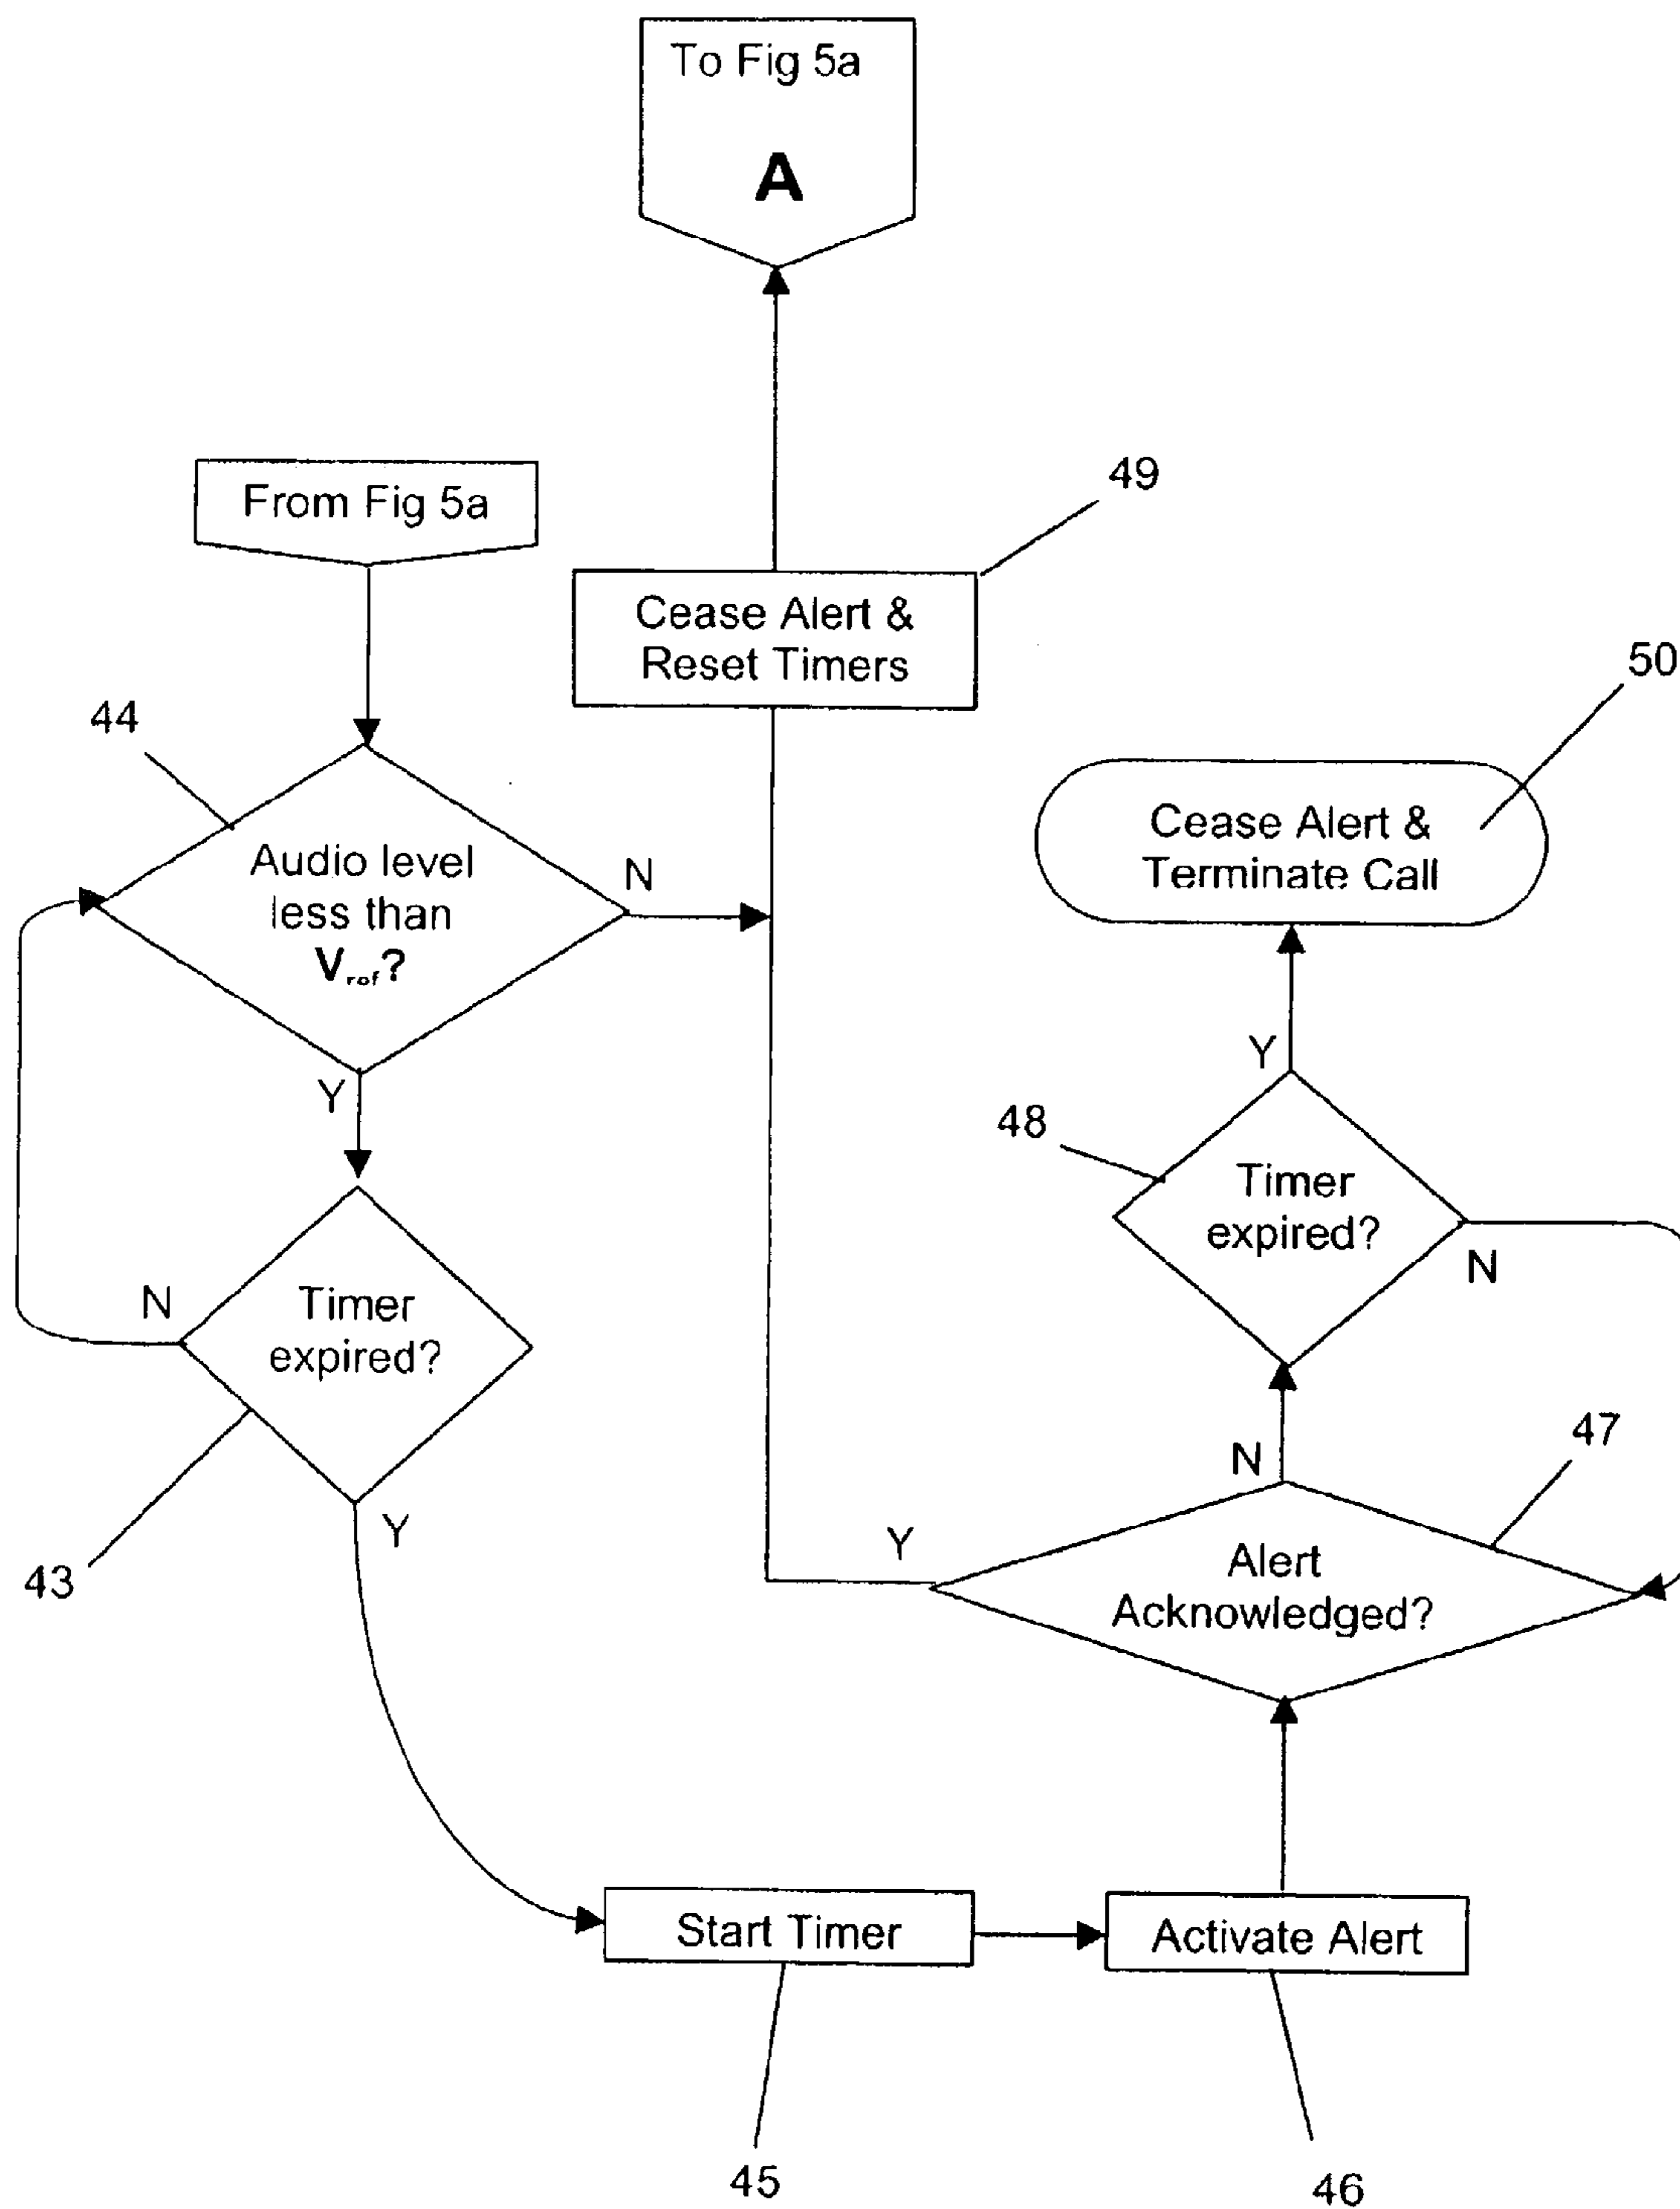 To Fig 5a
A
From Fig 5a
49
Cease Alert &
Reset Timers
50
44
Cease Alert &
Terminate Call
Audio level
less than
Vref?
N
Y
Y
48
Timer
expired?
N
N
Timer
expired?
47
N
Y
Y
43
Alert
Acknowledged?
Start Timer
Activate Alert
45
46